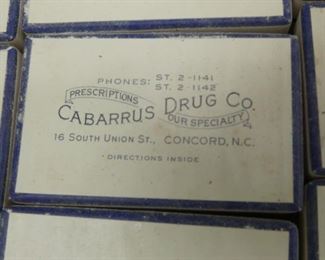 PHONES: ST. 2-1141
ST. 2-1142
PRESCRIPTIONS
CABARRUS DRUG CO.
OUR SPECIALTY
16 SOUTH UNION ST., CONCORD, N.C.
DIRECTIONS INSIDE